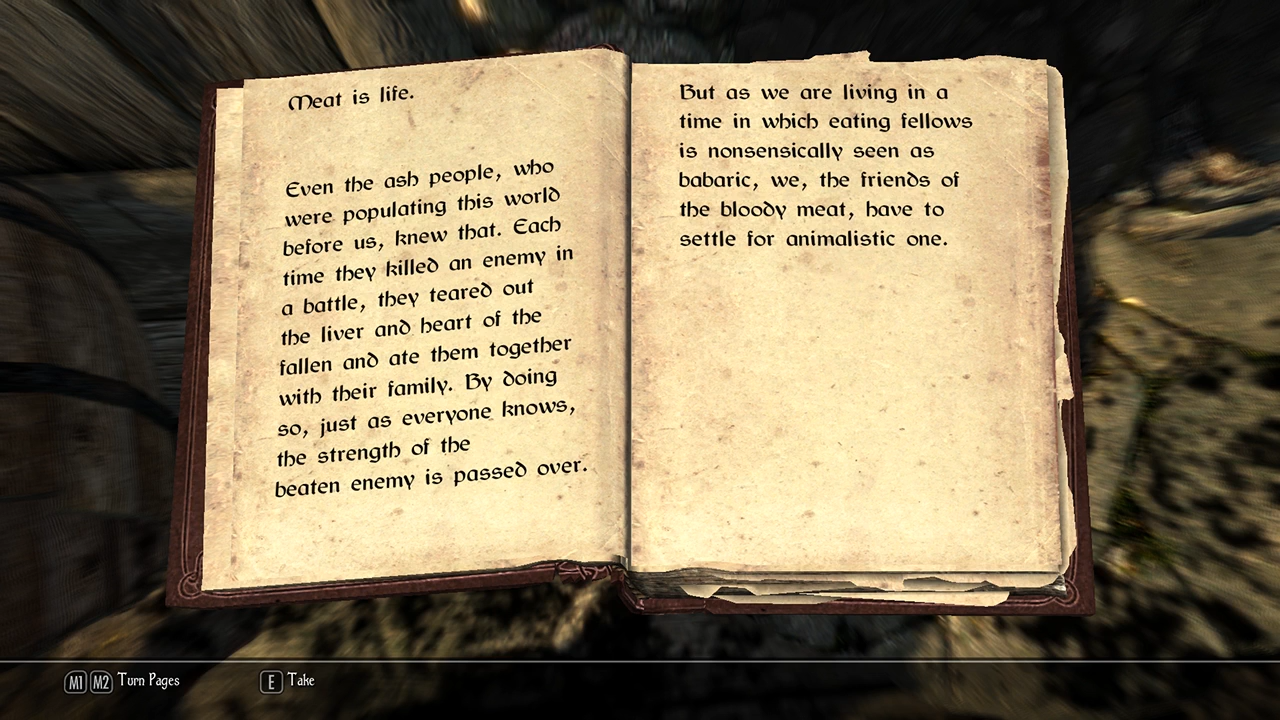 Meat is life.
Even the ash people, who
were populating this world
before us, knew that. Each
time they killed an enemy in
a battle, they teared out
the liver and heart of the
fallen and ate them together
with their family. By doing
so, just as everyone knows,
the strength of the
beaten enemy is passed over.
But as we are living in a
time in which eating fellows
is nonsensically seen as
babaric, we, the friends of
the bloody meat, have to
settle for animalistic one.
M1 M2 Turn Pages
E Take